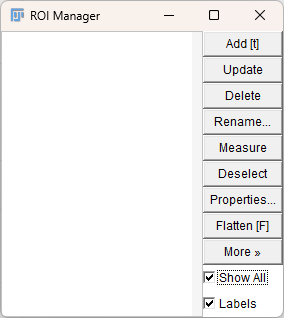 ROI Manager
Add [t]
Update
Delete
Rename...
Measure
Deselect
Properties...
Flatten [F]
More »
Show All
Labels